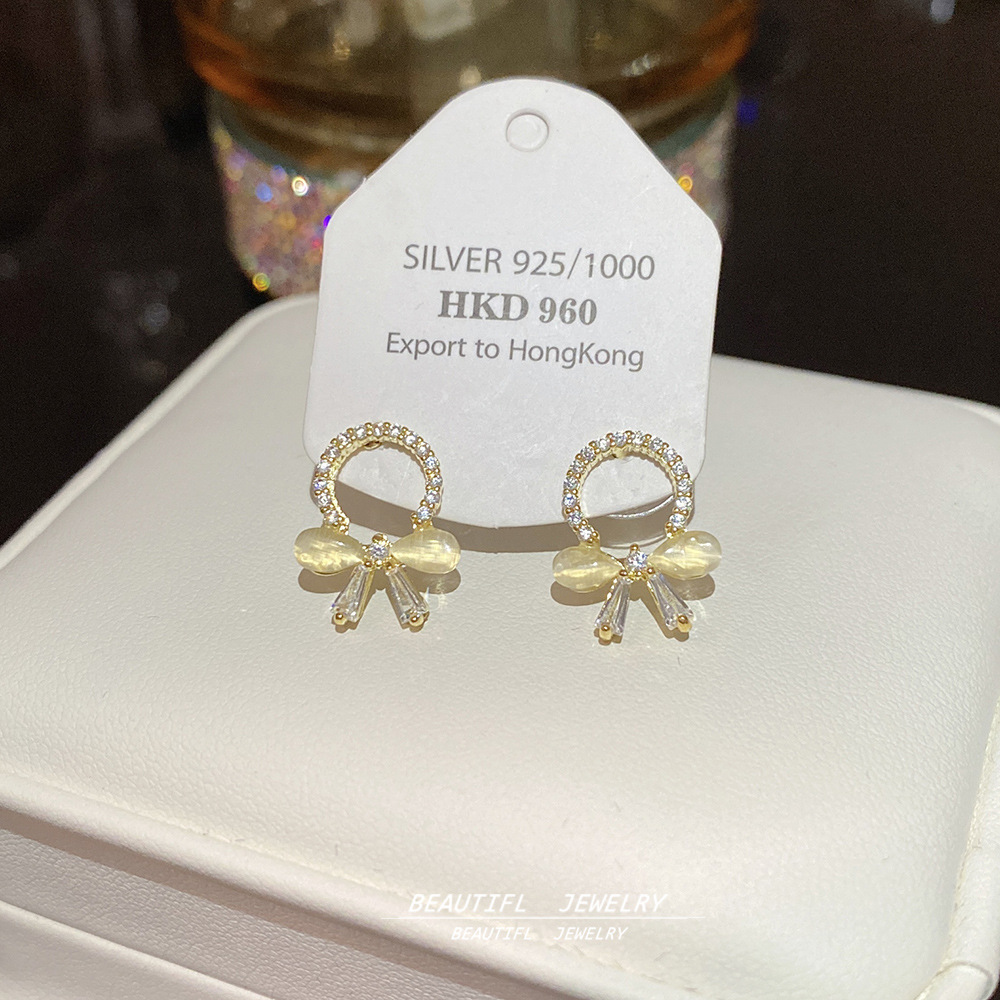 SILVER 925/1000
HKD 960
Export to HongKong
BEAUTIFL JEWELRY
BEAUTIFL JEWELRY